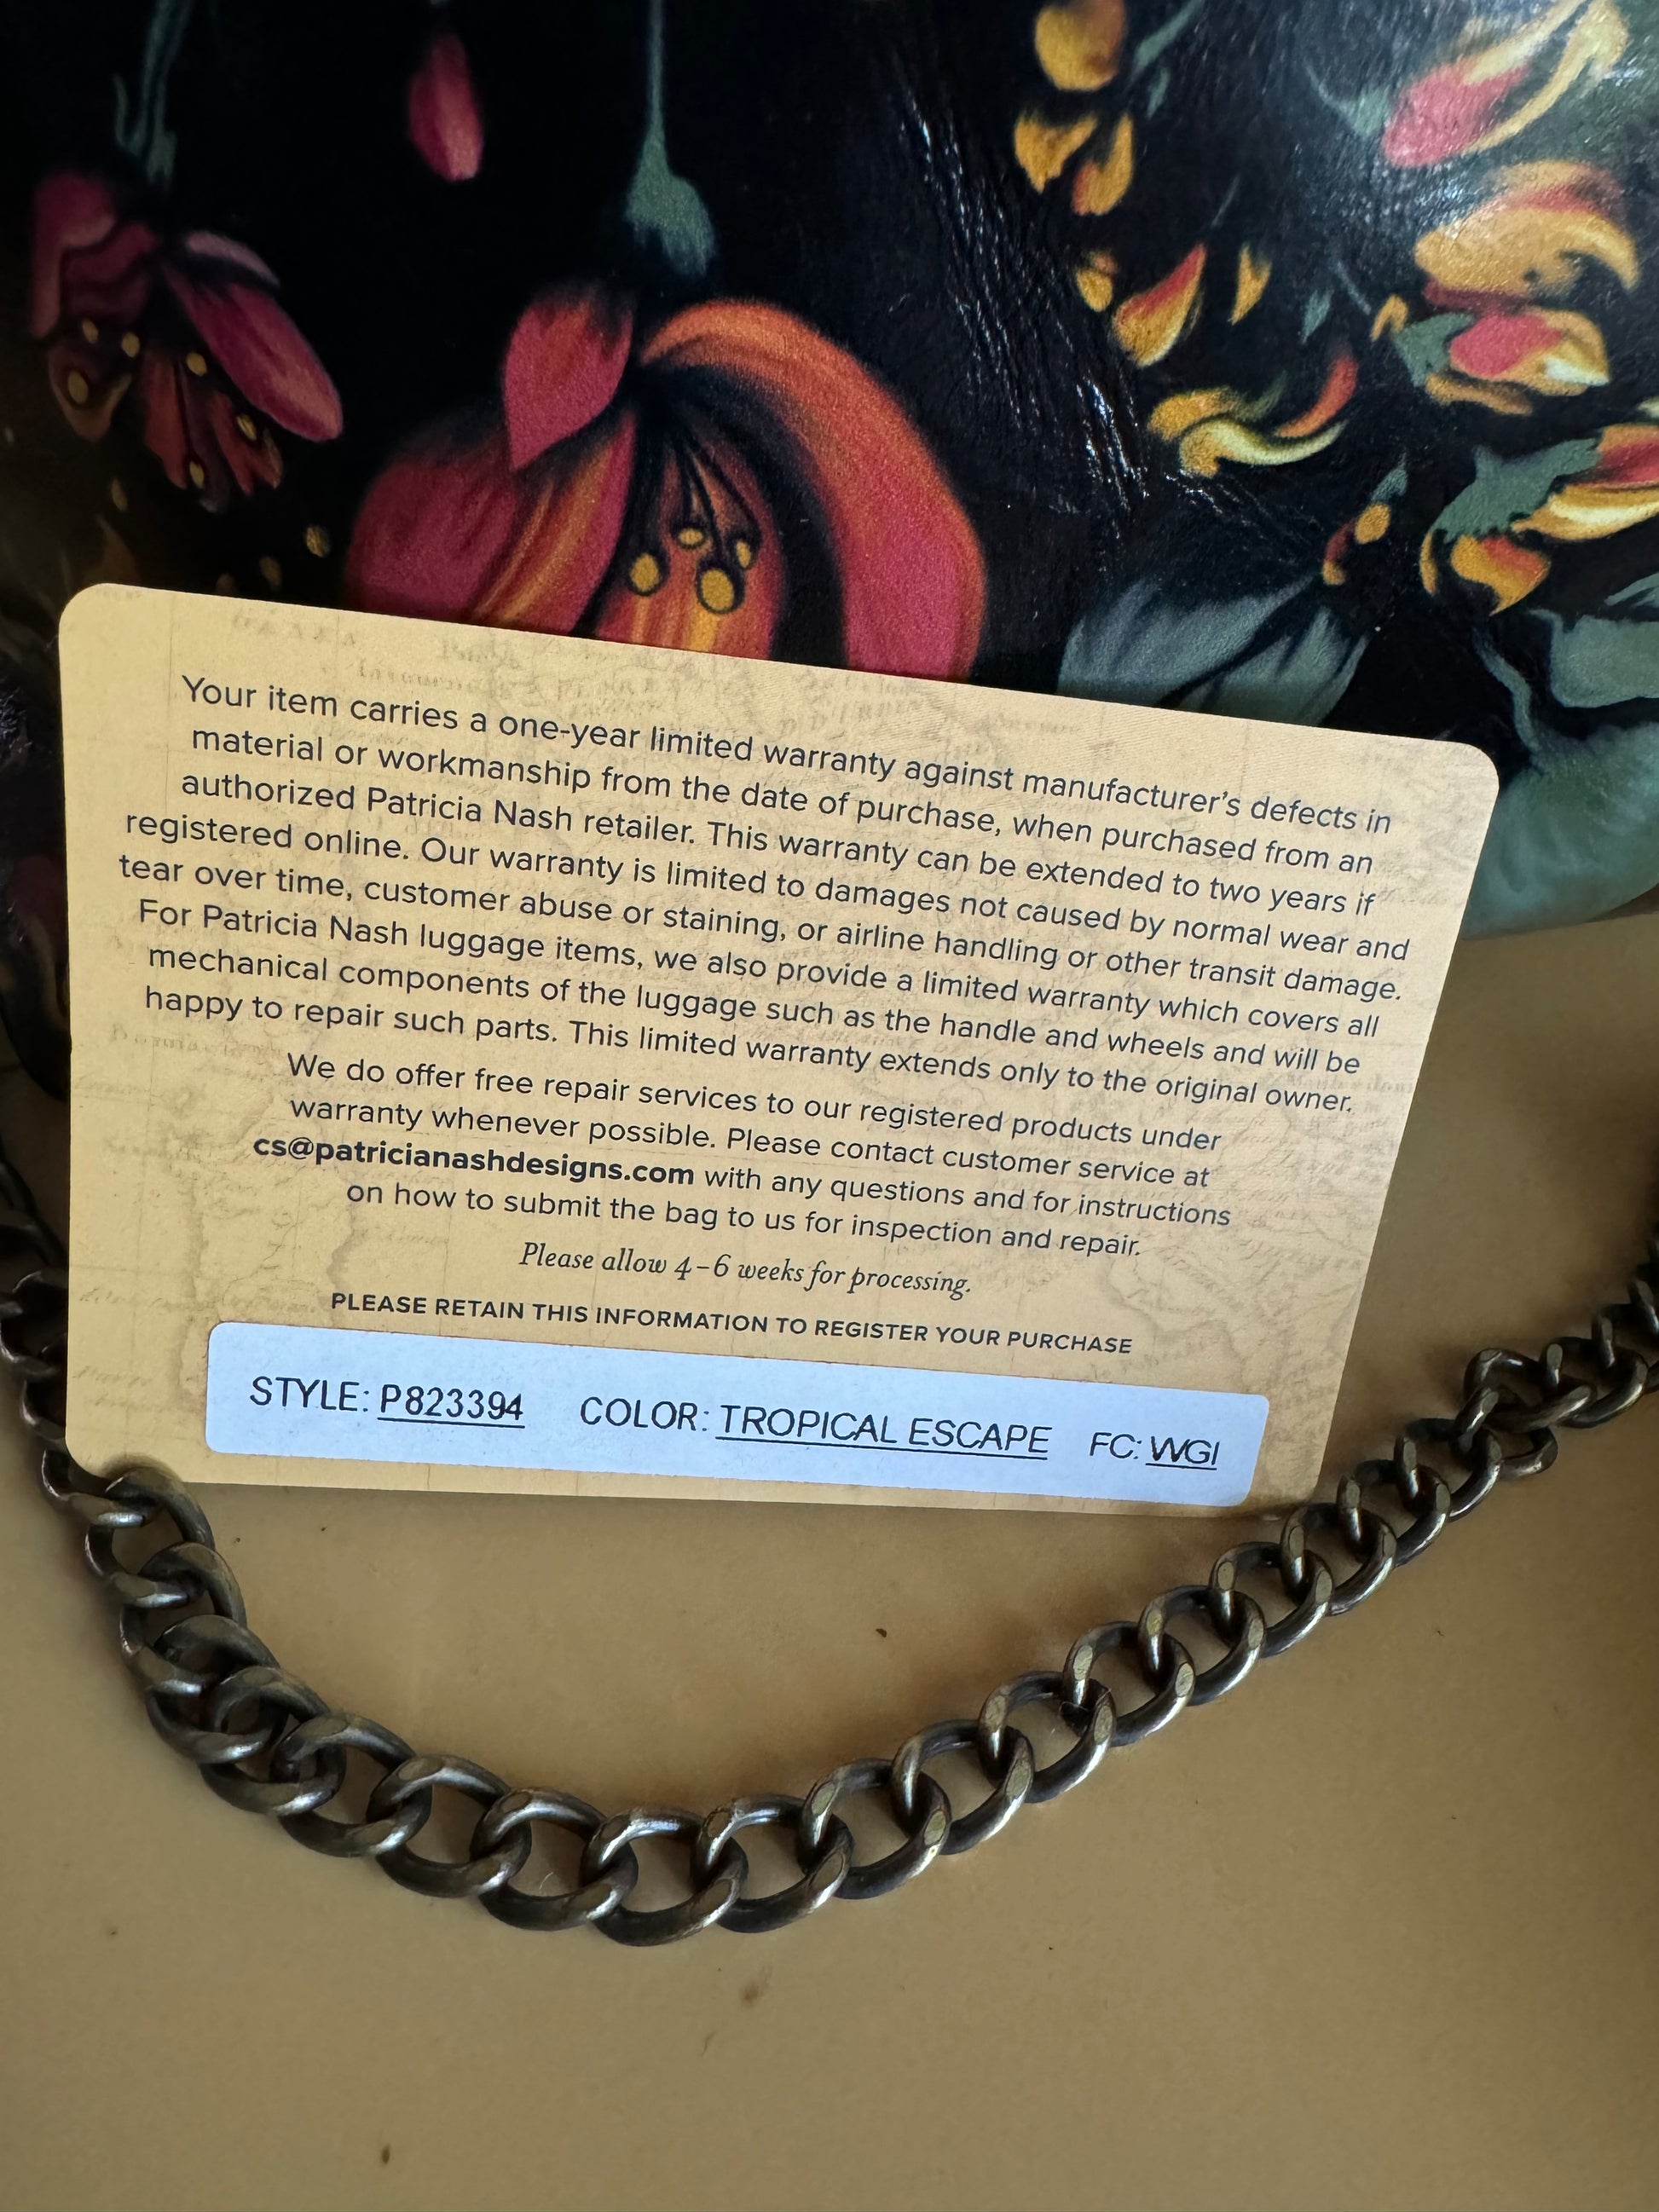 Your item carries a one-year limited warranty against manufacturer's defects in
material or workmanship from the date of purchase, when purchased from an
authorized Patricia Nash retailer. This warranty can be extended to two years if
registered online. Our warranty is limited to damages not caused by normal wear and
tear over time, customer abuse or staining, or airline handling or other transit damage.
For Patricia Nash luggage items, we also provide a limited warranty which covers all
mechanical components of the luggage such as the handle and wheels and will be
happy to repair such parts. This limited warranty extends only to the original owner.
We do offer free repair services to our registered products under
warranty whenever possible. Please contact customer service at
cs@patricianashdesigns.com with any questions and for instructions
on how to submit the bag to us for inspection and repair.
Please allow 4–6 weeks for processing.
PLEASE RETAIN THIS INFORMATION TO REGISTER YOUR PURCHASE
STYLE: P823394 COLOR: TROPICAL ESCAPE FC: WGI